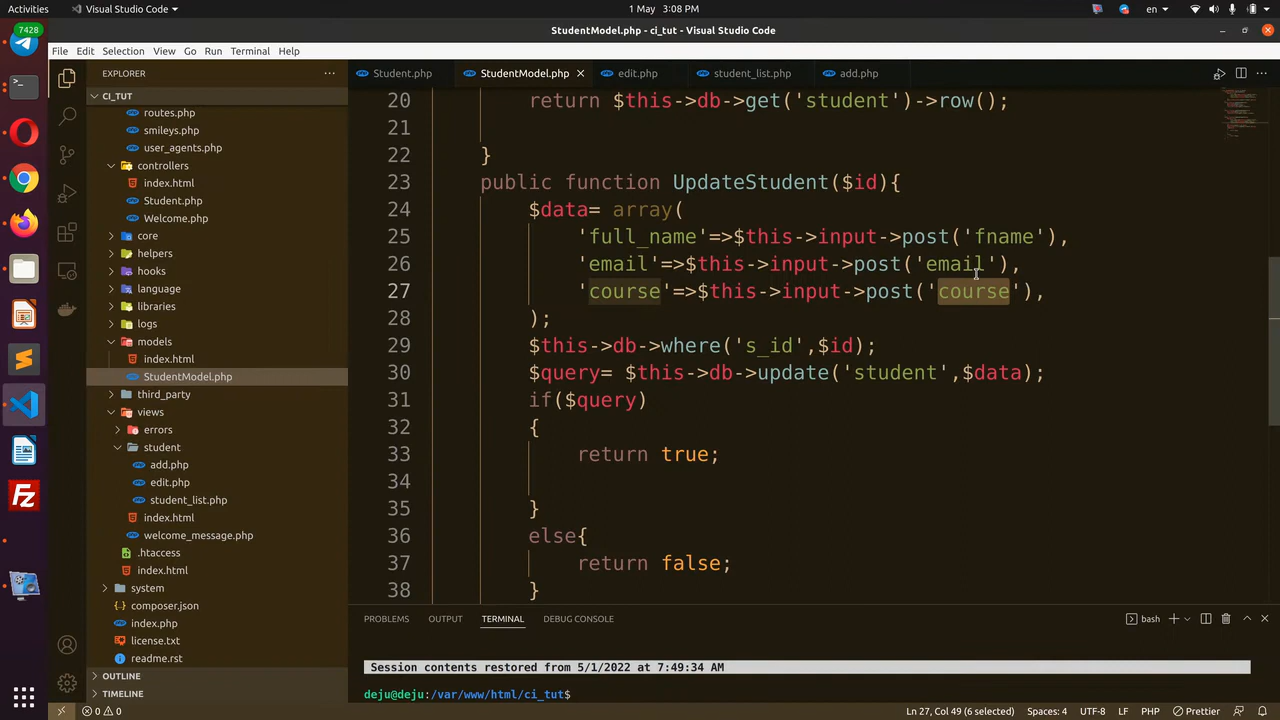 Activities
Visual Studio Code
1 May 3:08 PM
en
7428
StudentModel.php - ci_tut - Visual Studio Code
File Edit Selection View Go Run Terminal Help
EXPLORER
Student.php
StudentModel.php
edit.php
student_list.php
add.php
CI_TUT
routes.php
smileys.php
user_agents.php
controllers
index.html
Student.php
Welcome.php
core
helpers
hooks
language
libraries
logs
models
index.html
StudentModel.php
third_party
views
errors
student
add.php
edit.php
student_list.php
index.html
welcome_message.php
.htaccess
index.html
system
composer.json
index.php
license.txt
readme.rst
OUTLINE
TIMELINE
20 return $this->db->get('student')->row();
21
22 }
23 public function UpdateStudent($id){
24 $data= array(
25 'full_name'=>$this->input->post('fname'),
26 'email'=>$this->input->post('email'),
27 'course'=>$this->input->post('course'),
28 );
29 $this->db->where('s_id',$id);
30 $query= $this->db->update('student',$data);
31 if($query)
32 {
33 return true;
34
35 }
36 else{
37 return false;
38 }
PROBLEMS OUTPUT TERMINAL DEBUG CONSOLE
bash
Session contents restored from 5/1/2022 at 7:49:34 AM
deju@deju:/var/www/html/ci_tut$
0 0
Ln 27, Col 49 (6 selected) Spaces: 4 UTF-8 LF PHP Prettier